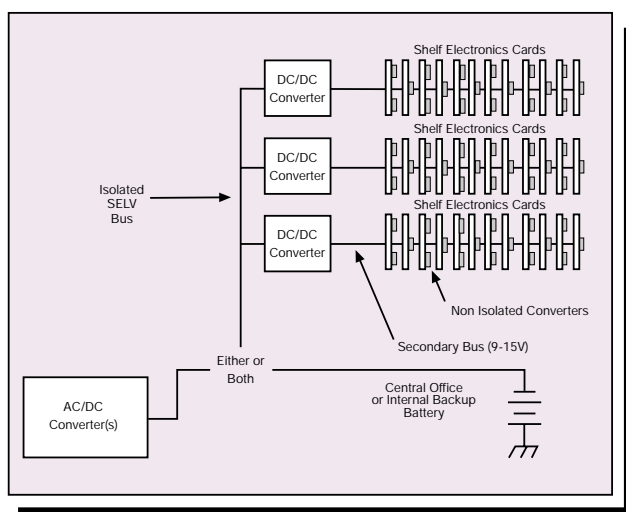 Shelf Electronics Cards
DC/DC
Converter
Shelf Electronics Cards
DC/DC
Converter
Isolated
SELV
Bus
Shelf Electronics Cards
DC/DC
Converter
Non Isolated Converters
Secondary Bus (9-15V)
Either or
Both
Central Office
or Internal Backup
Battery
AC/DC
Converter(s)